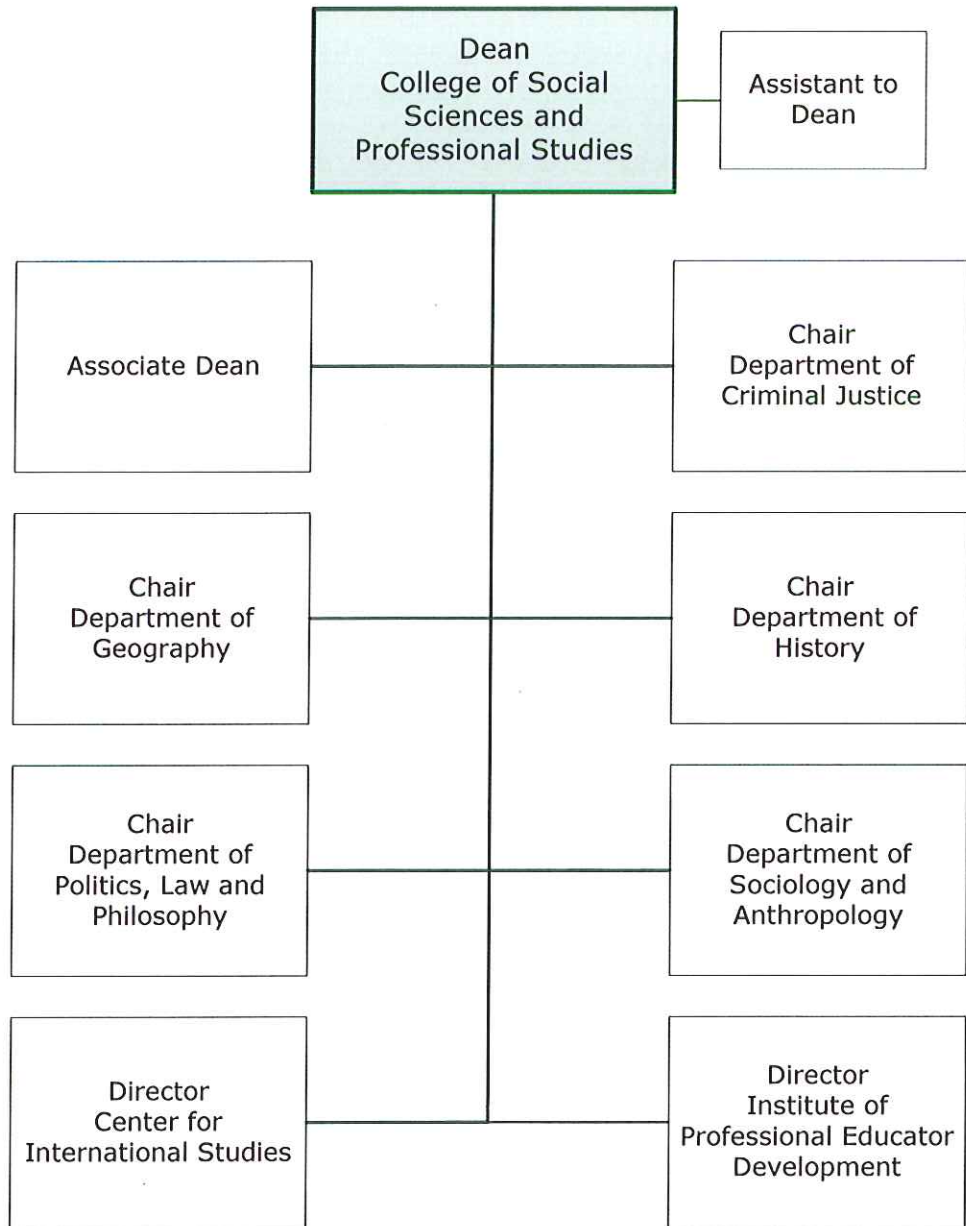 Dean
College of Social
Sciences and
Professional Studies
Assistant to
Dean
Associate Dean
Chair
Department of
Criminal Justice
Chair
Department of
Geography
Chair
Department of
History
Chair
Department of
Politics, Law and
Philosophy
Chair
Department of
Sociology and
Anthropology
Director
Center for
International Studies
Director
Institute of
Professional Educator
Development